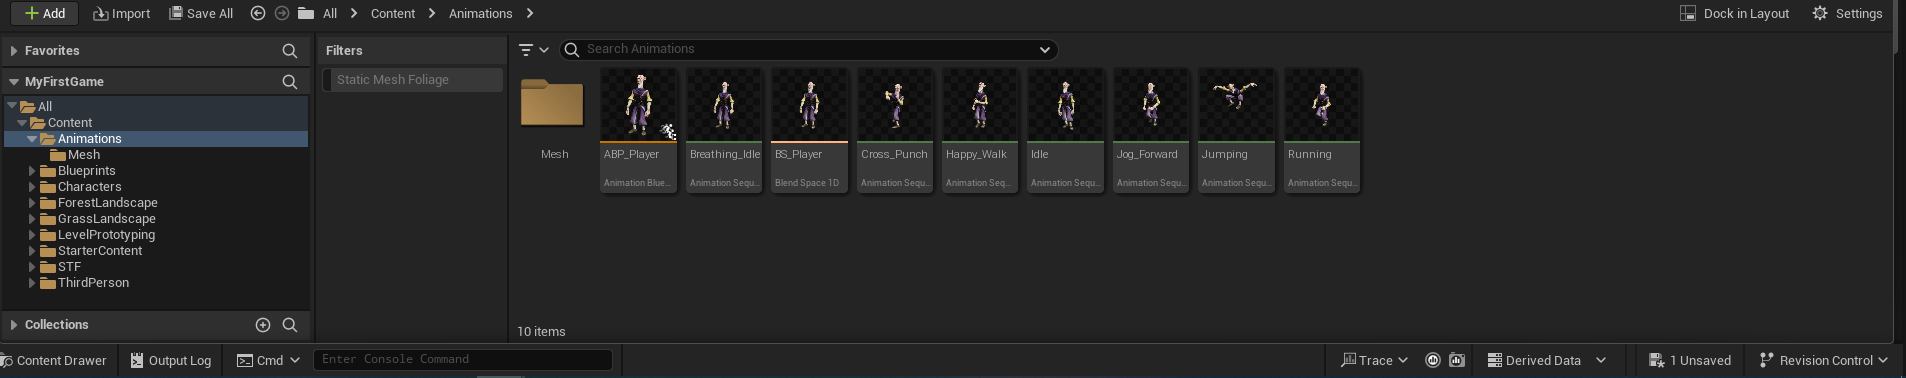 Add Import Save All All Content Animations Dock in Layout Settings
Favorites
MyFirstGame
All
Content
Animations
Mesh
Blueprints
Characters
ForestLandscape
GrassLandscape
LevelPrototyping
StarterContent
STF
ThirdPerson
Collections
Filters
Static Mesh Foliage
Search Animations
Mesh
ABP_Player
Animation Blue...
Breathing_Idle
Animation Sequ...
BS_Player
Blend Space 1D
Cross_Punch
Animation Sequ...
Happy_Walk
Animation Seq...
Idle
Animation Sequ...
Jog_Forward
Animation Sequ...
Jumping
Animation Sequ...
Running
Animation Sequ...
10 items
Content Drawer Output Log Cmd Enter Console Command Trace Derived Data 1 Unsaved Revision Control